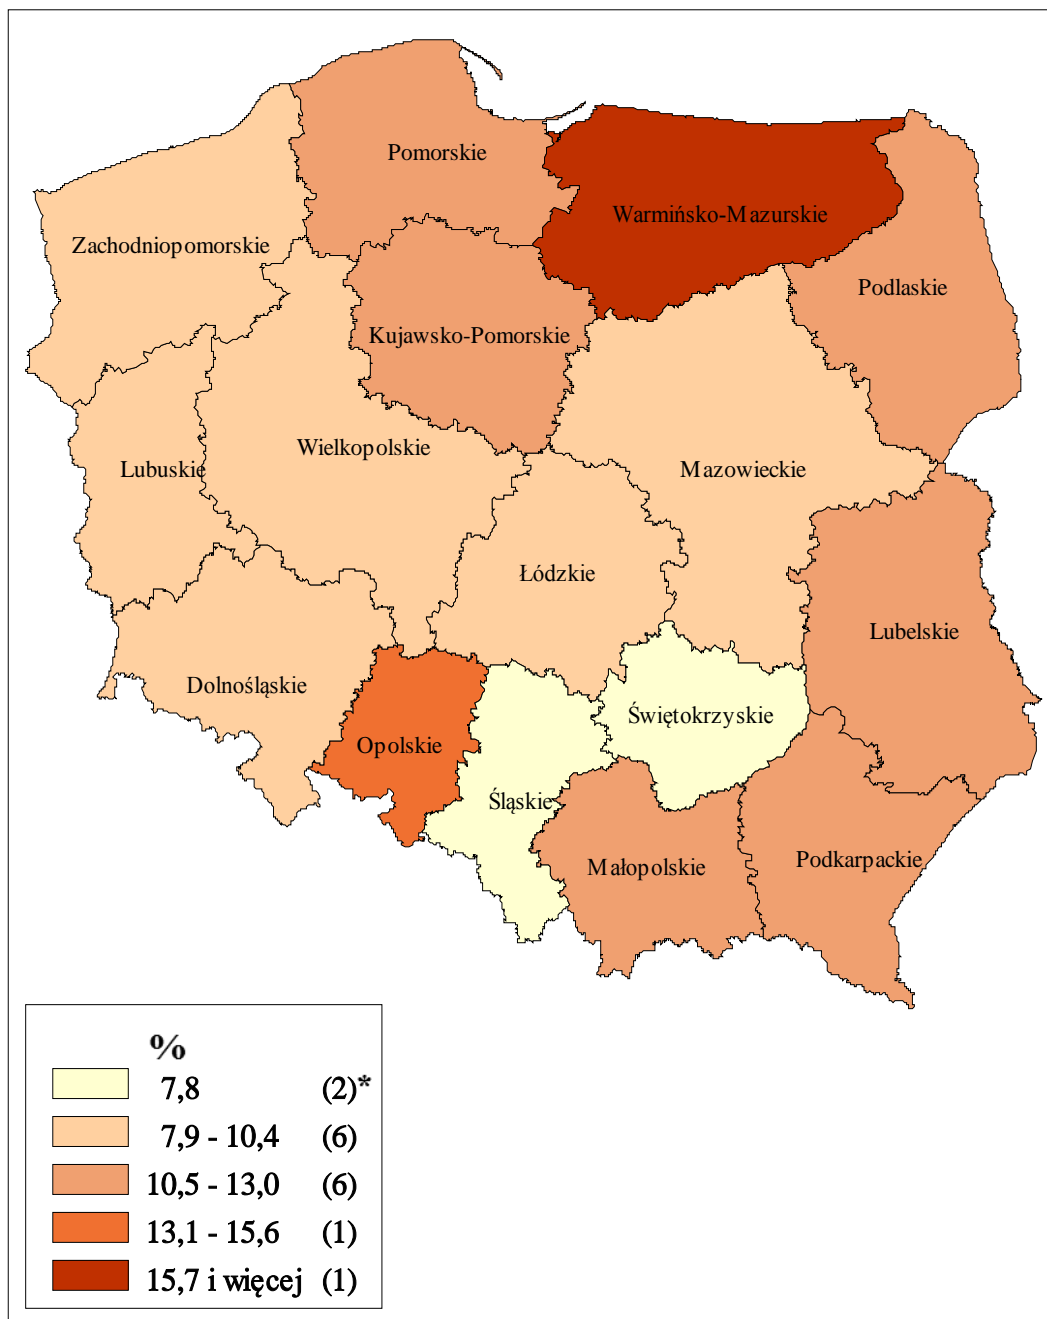 Pomorskie
Warmińsko-Mazurskie
Zachodniopomorskie
Podlaskie
Kujawsko-Pomorskie
Wielkopolskie
Lubuskie
Mazowieckie
Łódzkie
Lubelskie
Dolnośląskie
Świętokrzyskie
Opolskie
Śląskie
Małopolskie
Podkarpackie
%
7,8 (2)*
7,9 - 10,4 (6)
10,5 - 13,0 (6)
13,1 - 15,6 (1)
15,7 i więcej (1)